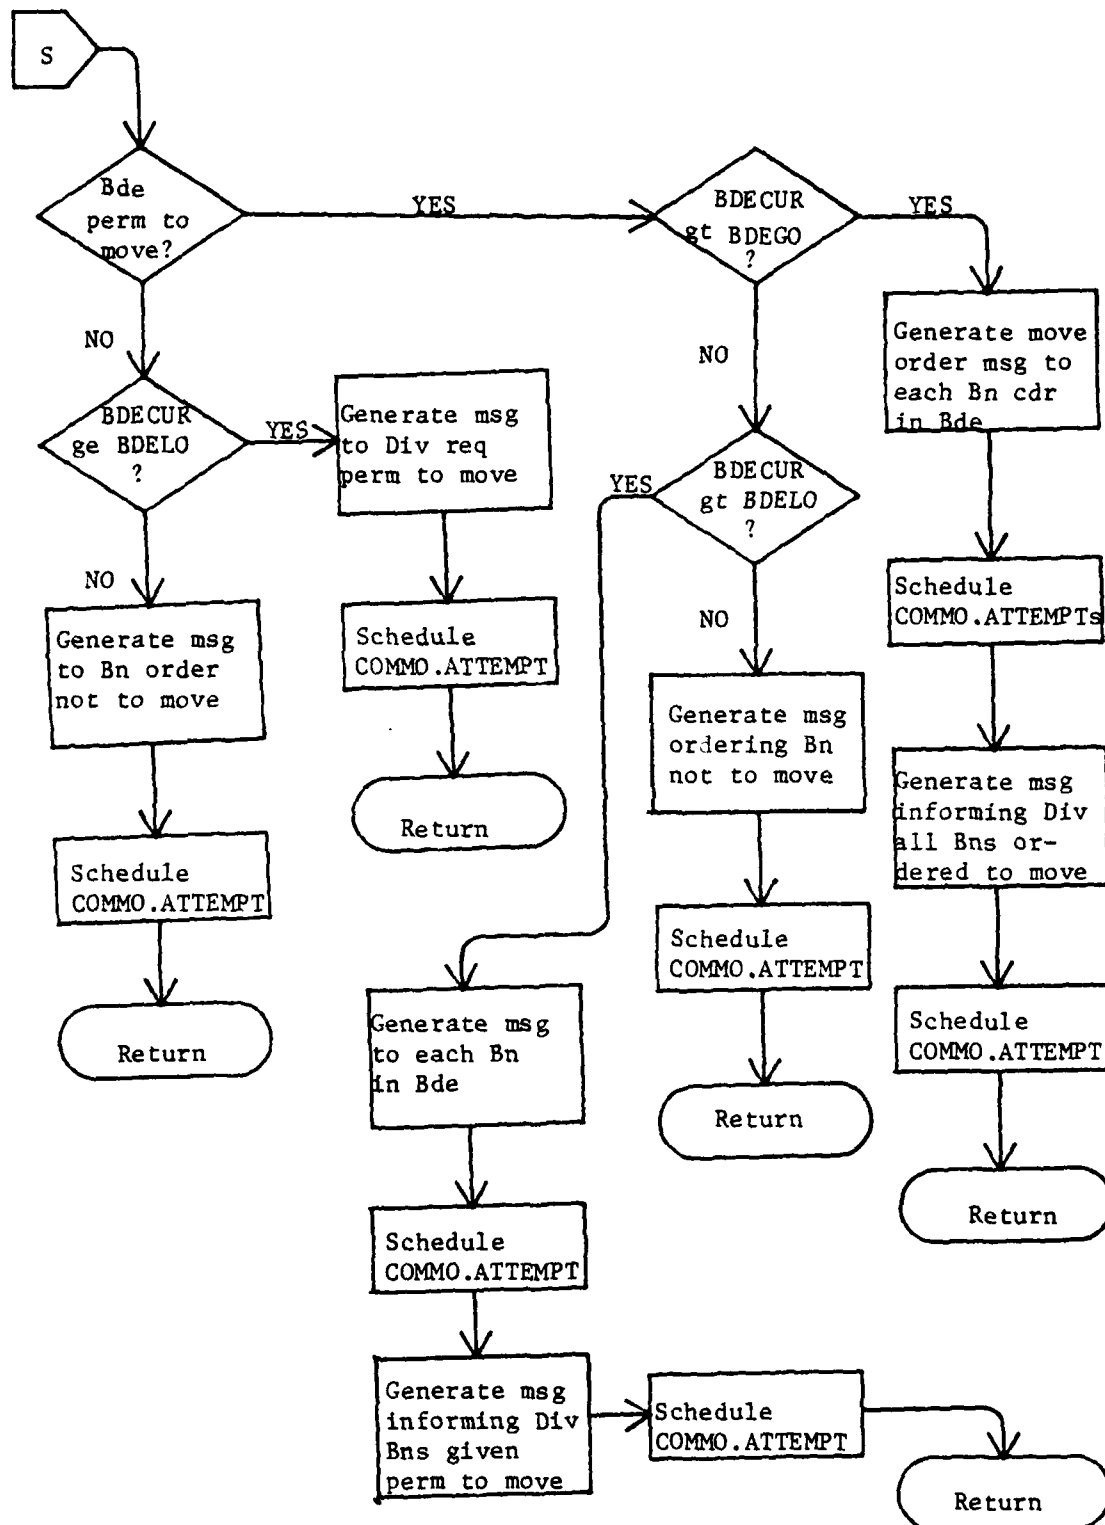 S
Bde
perm to
move?
YES
BDECUR
gt BDEGO
?
YES
NO
NO
Generate move
order msg to
each Bn cdr
in Bde
BDECUR
ge BDELO
?
YES
Generate msg
to Div req
perm to move
BDECUR
gt BDELO
?
YES
NO
NO
Schedule
COMMO.ATTEMPTs
Generate msg
to Bn order
not to move
Schedule
COMMO.ATTEMPT
Generate msg
ordering Bn
not to move
Generate msg
informing Div
all Bns or-
dered to move
Return
Schedule
COMMO.ATTEMPT
Schedule
COMMO.ATTEMPT
Schedule
COMMO.ATTEMPT
Return
Generate msg
to each Bn
in Bde
Return
Return
Schedule
COMMO.ATTEMPT
Generate msg
informing Div
Bns given
perm to move
Schedule
COMMO.ATTEMPT
Return